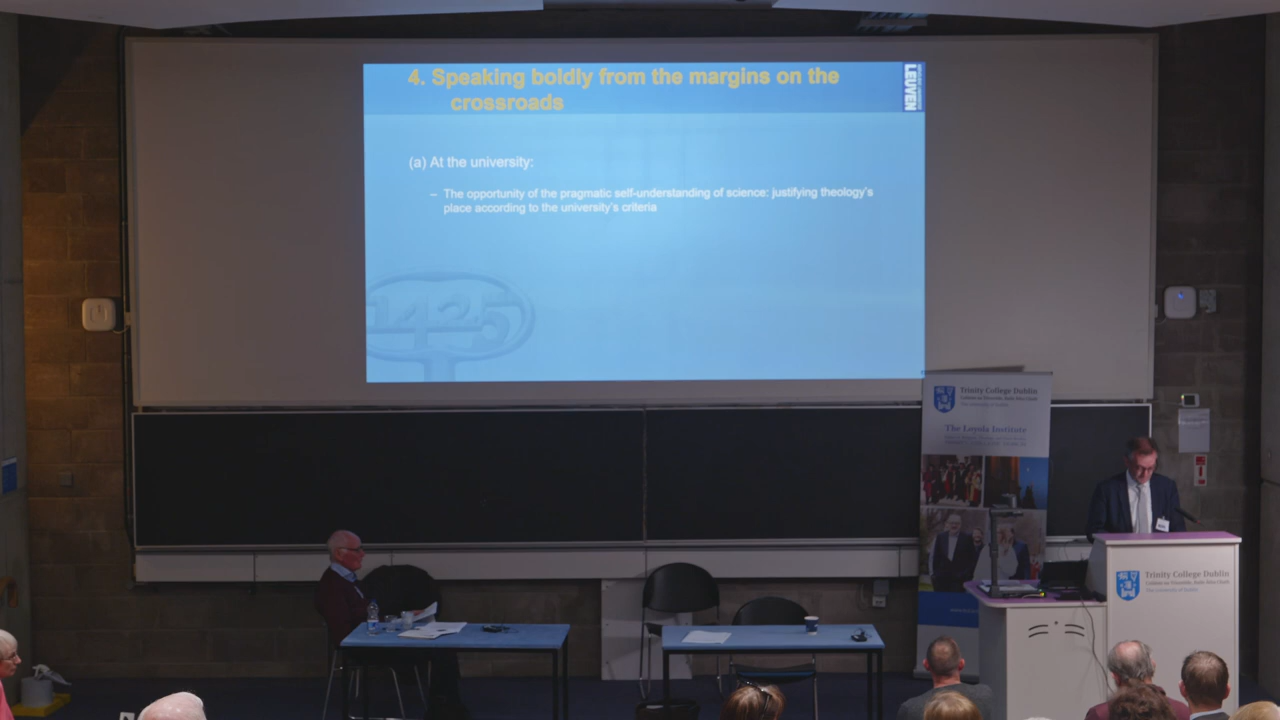 4. Speaking boldly from the margins on the
crossroads
LEUVEN
(a) At the university:
– The opportunity of the pragmatic self-understanding of science: justifying theology's
place according to the university's criteria
1425
Trinity College Dublin
The Loyola Institute
Trinity College Dublin